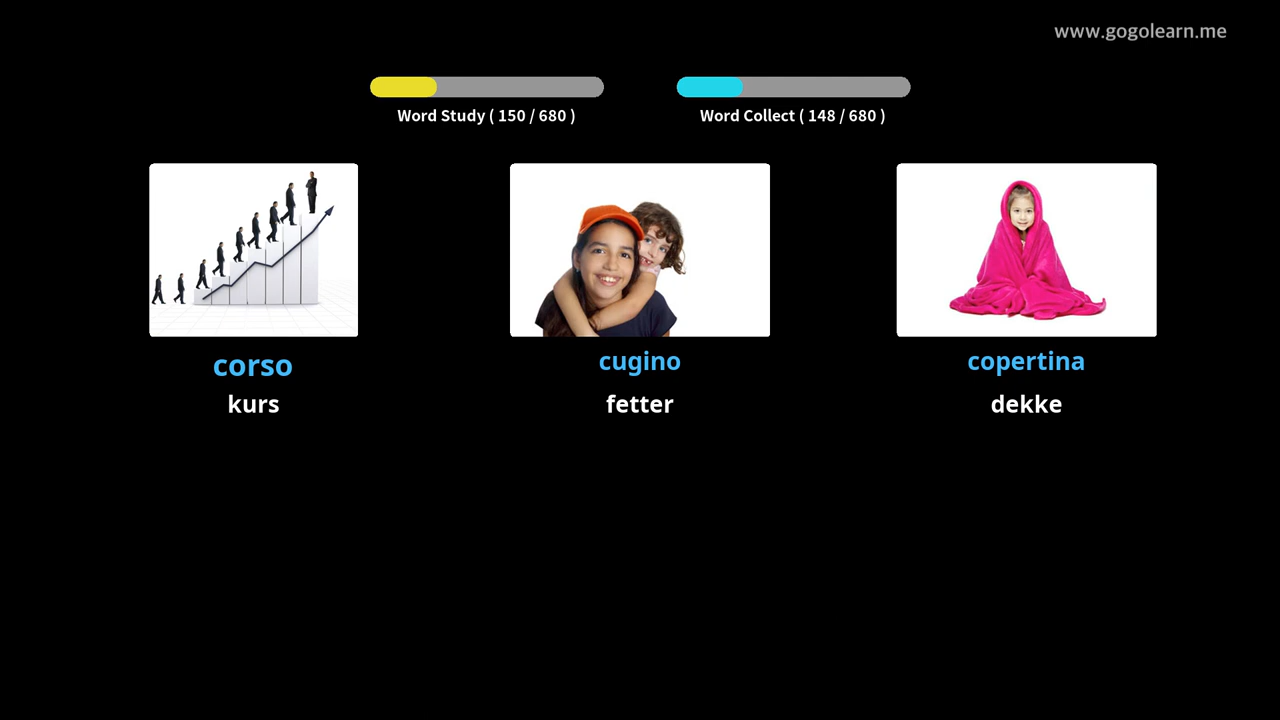 www.gogolearn.me
Word Study ( 150 / 680 )
Word Collect ( 148 / 680 )
corso
cugino
copertina
kurs
fetter
dekke